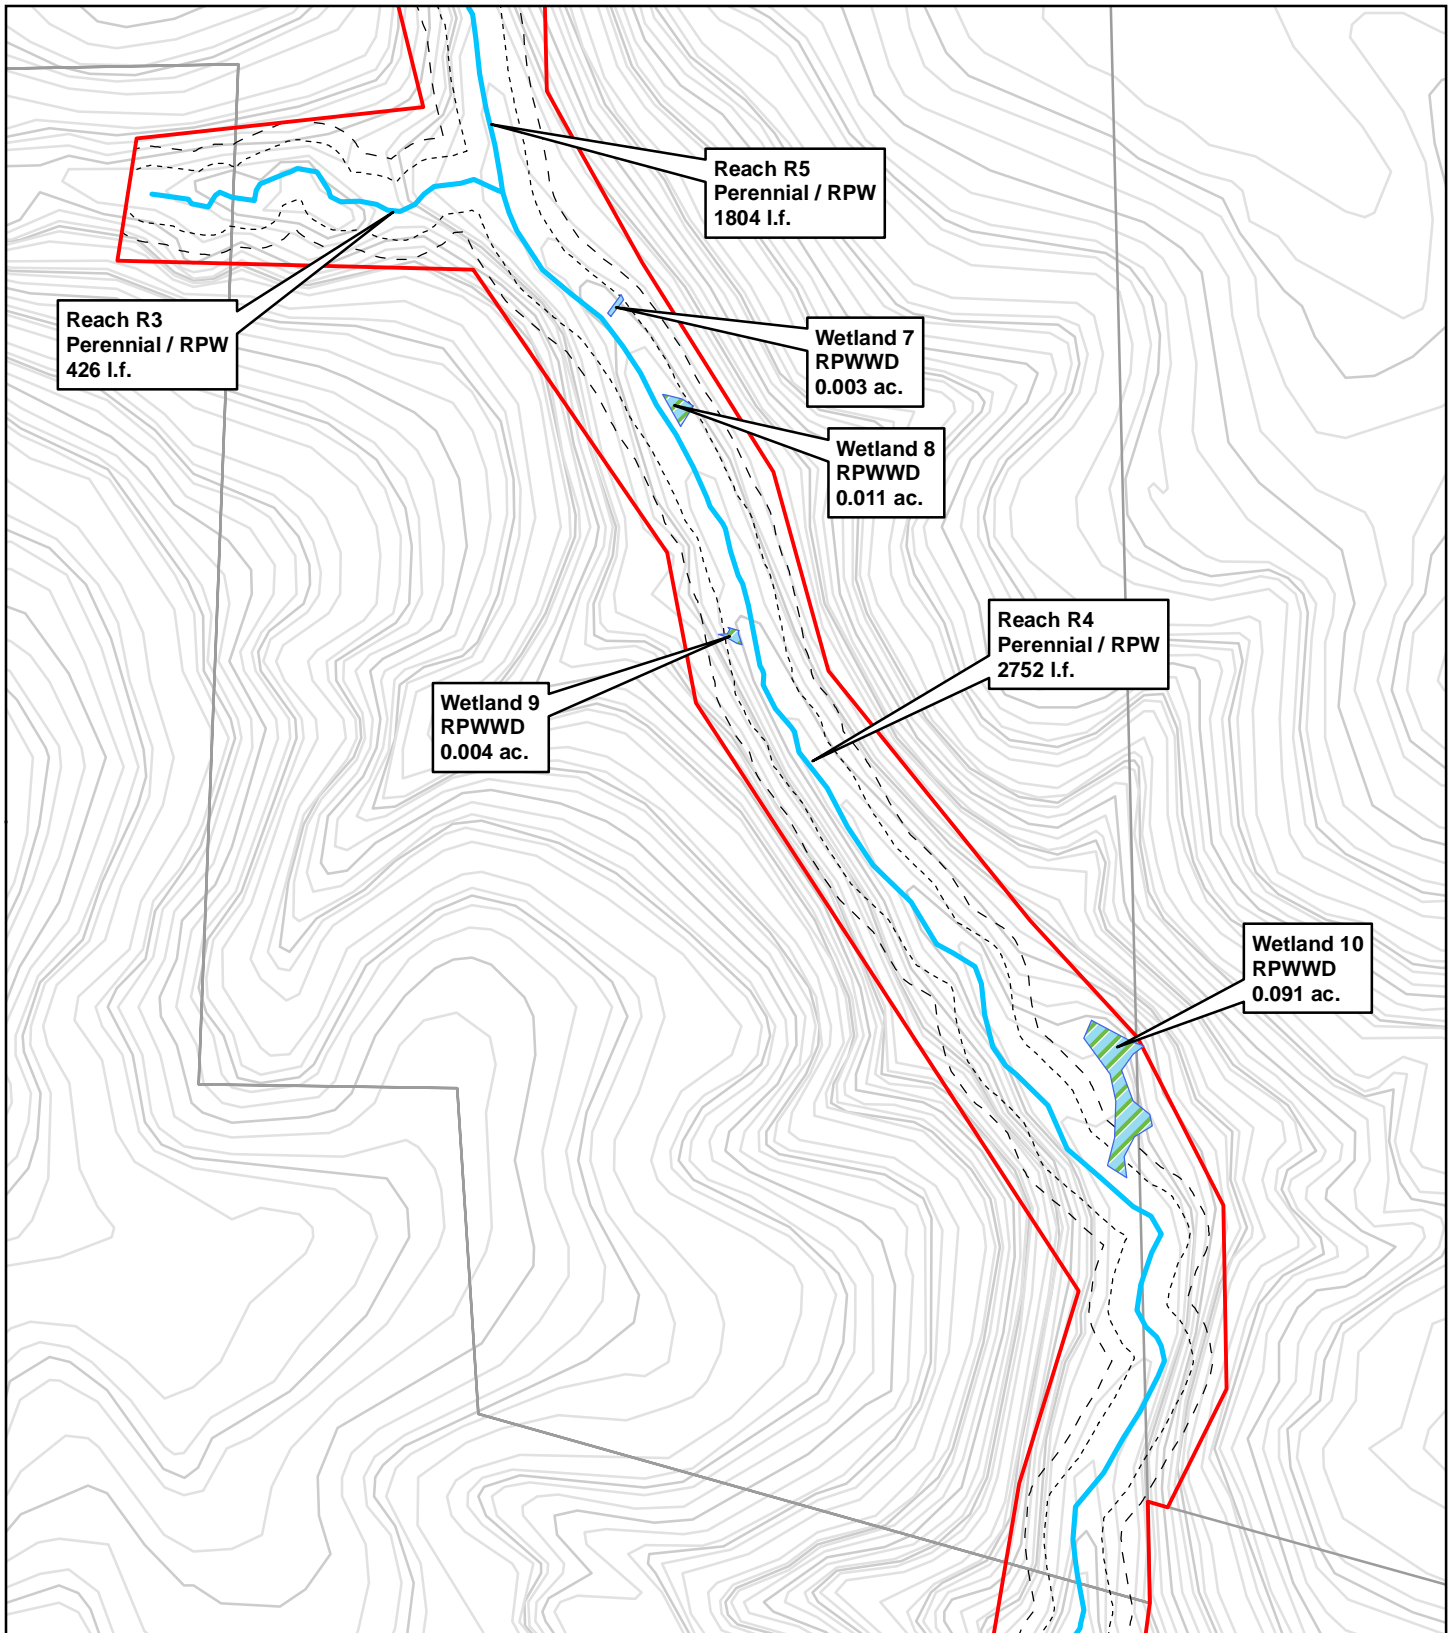 Reach R5
Perennial / RPW
1804 l.f.
Reach R3
Perennial / RPW
426 l.f.
Wetland 7
RPWWD
0.003 ac.
Wetland 8
RPWWD
0.011 ac.
Reach R4
Perennial / RPW
2752 l.f.
Wetland 9
RPWWD
0.004 ac.
Wetland 10
RPWWD
0.091 ac.